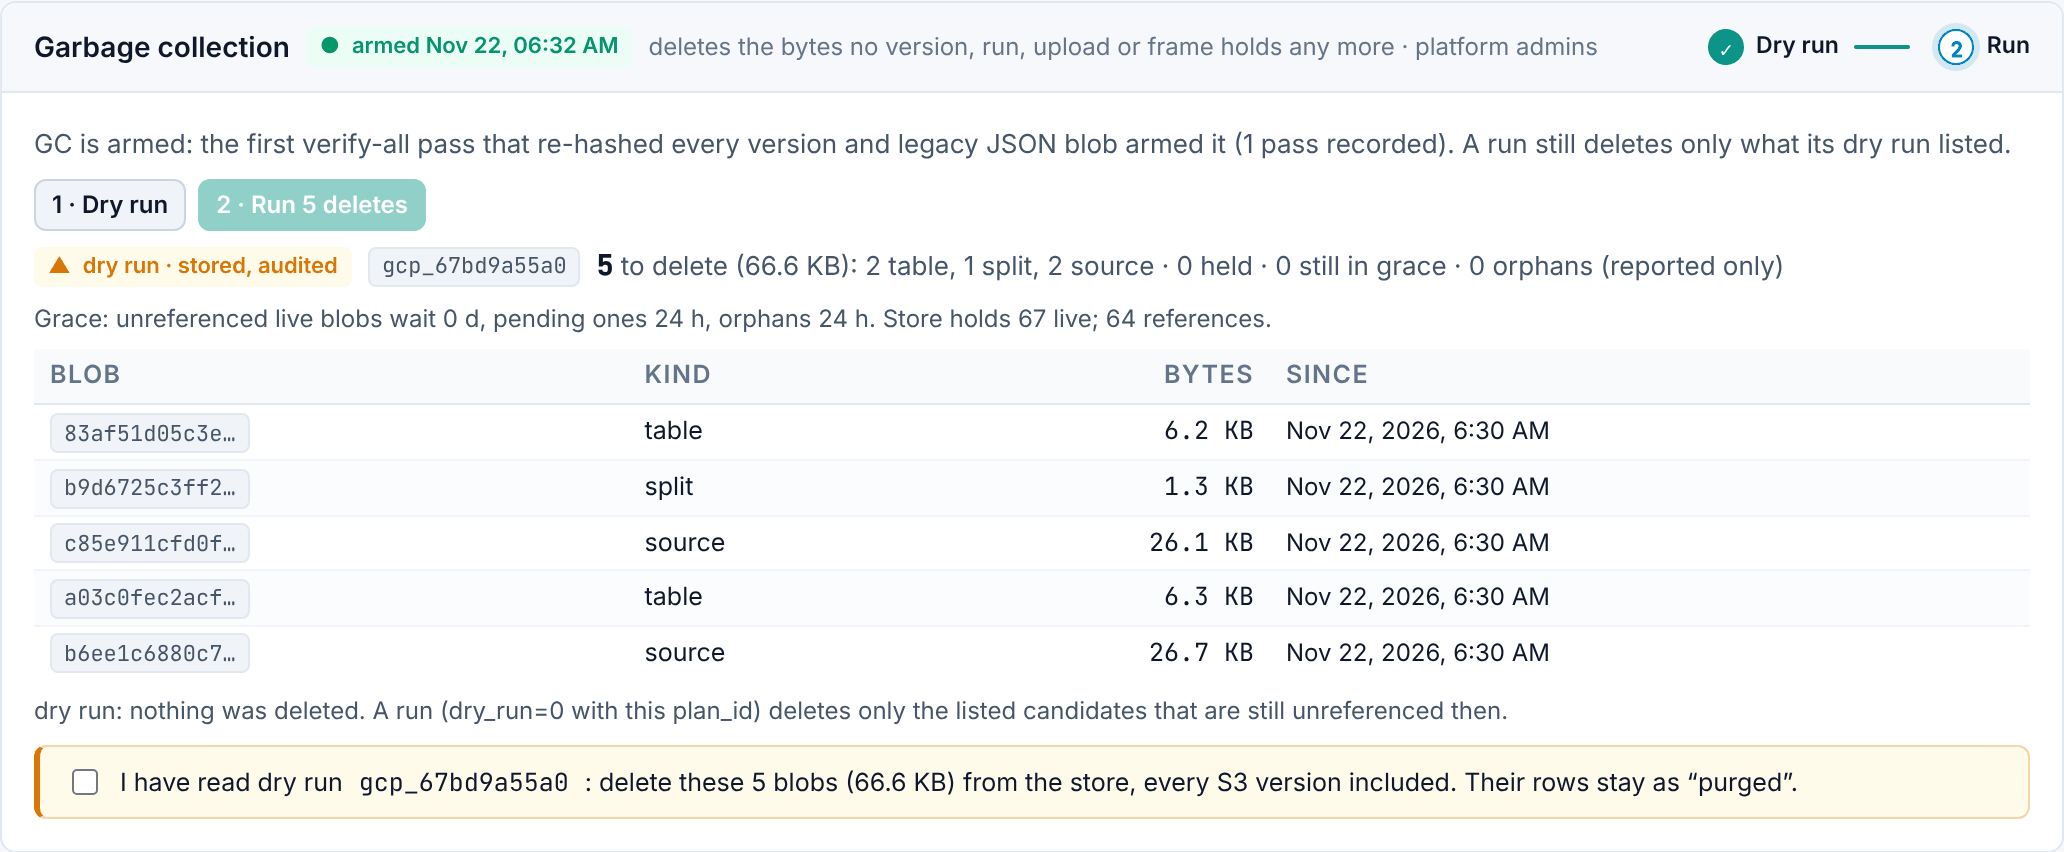 Garbage collection ● armed Nov 22, 06:32 AM deletes the bytes no version, run, upload or frame holds any more · platform admins ✓ Dry run 2 Run
GC is armed: the first verify-all pass that re-hashed every version and legacy JSON blob armed it (1 pass recorded). A run still deletes only what its dry run listed.
1 · Dry run 2 · Run 5 deletes
▲ dry run · stored, audited gcp_67bd9a55a0 5 to delete (66.6 KB): 2 table, 1 split, 2 source · 0 held · 0 still in grace · 0 orphans (reported only)
Grace: unreferenced live blobs wait 0 d, pending ones 24 h, orphans 24 h. Store holds 67 live; 64 references.
BLOB KIND BYTES SINCE
83af51d05c3e… table 6.2 KB Nov 22, 2026, 6:30 AM
b9d6725c3ff2… split 1.3 KB Nov 22, 2026, 6:30 AM
c85e911cfd0f… source 26.1 KB Nov 22, 2026, 6:30 AM
a03c0fec2acf… table 6.3 KB Nov 22, 2026, 6:30 AM
b6ee1c6880c7… source 26.7 KB Nov 22, 2026, 6:30 AM
dry run: nothing was deleted. A run (dry_run=0 with this plan_id) deletes only the listed candidates that are still unreferenced then.
I have read dry run gcp_67bd9a55a0 : delete these 5 blobs (66.6 KB) from the store, every S3 version included. Their rows stay as “purged”.